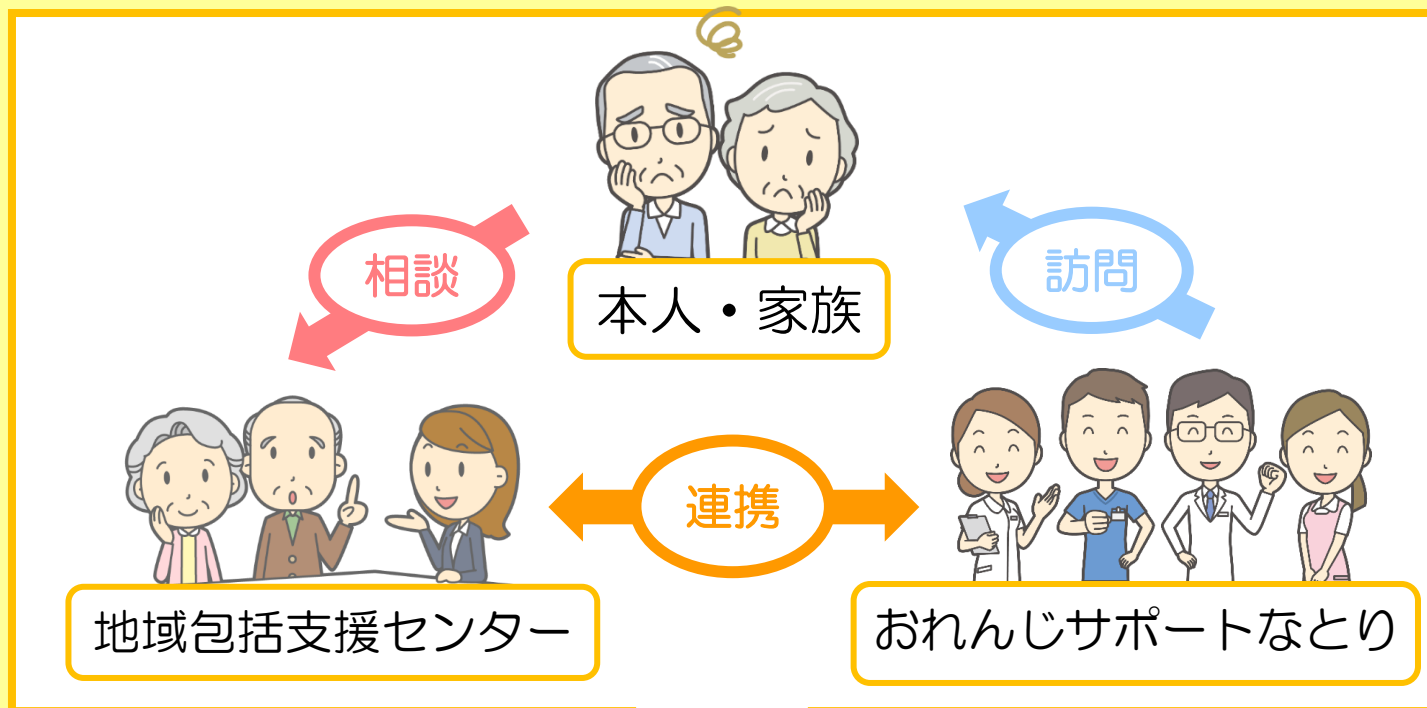 本人・家族
相談
訪問
連携
地域包括支援センター
おれんじサポートなとり